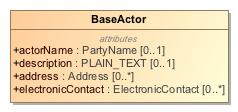 BaseActor
attributes
+actorName : PartyName [0..1]
+description : PLAIN_TEXT [0..1]
+address : Address [0..*]
+electronicContact : ElectronicContact [0..*]